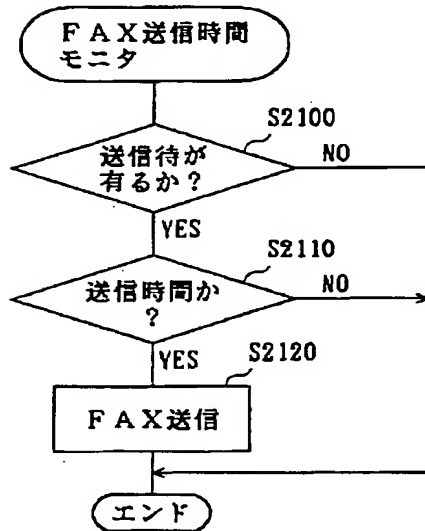 FAX送信時間
モニタ
S2100
送信待が
有るか?
NO
YES
S2110
送信時間か
?
NO
YES
S2120
FAX送信
エンド